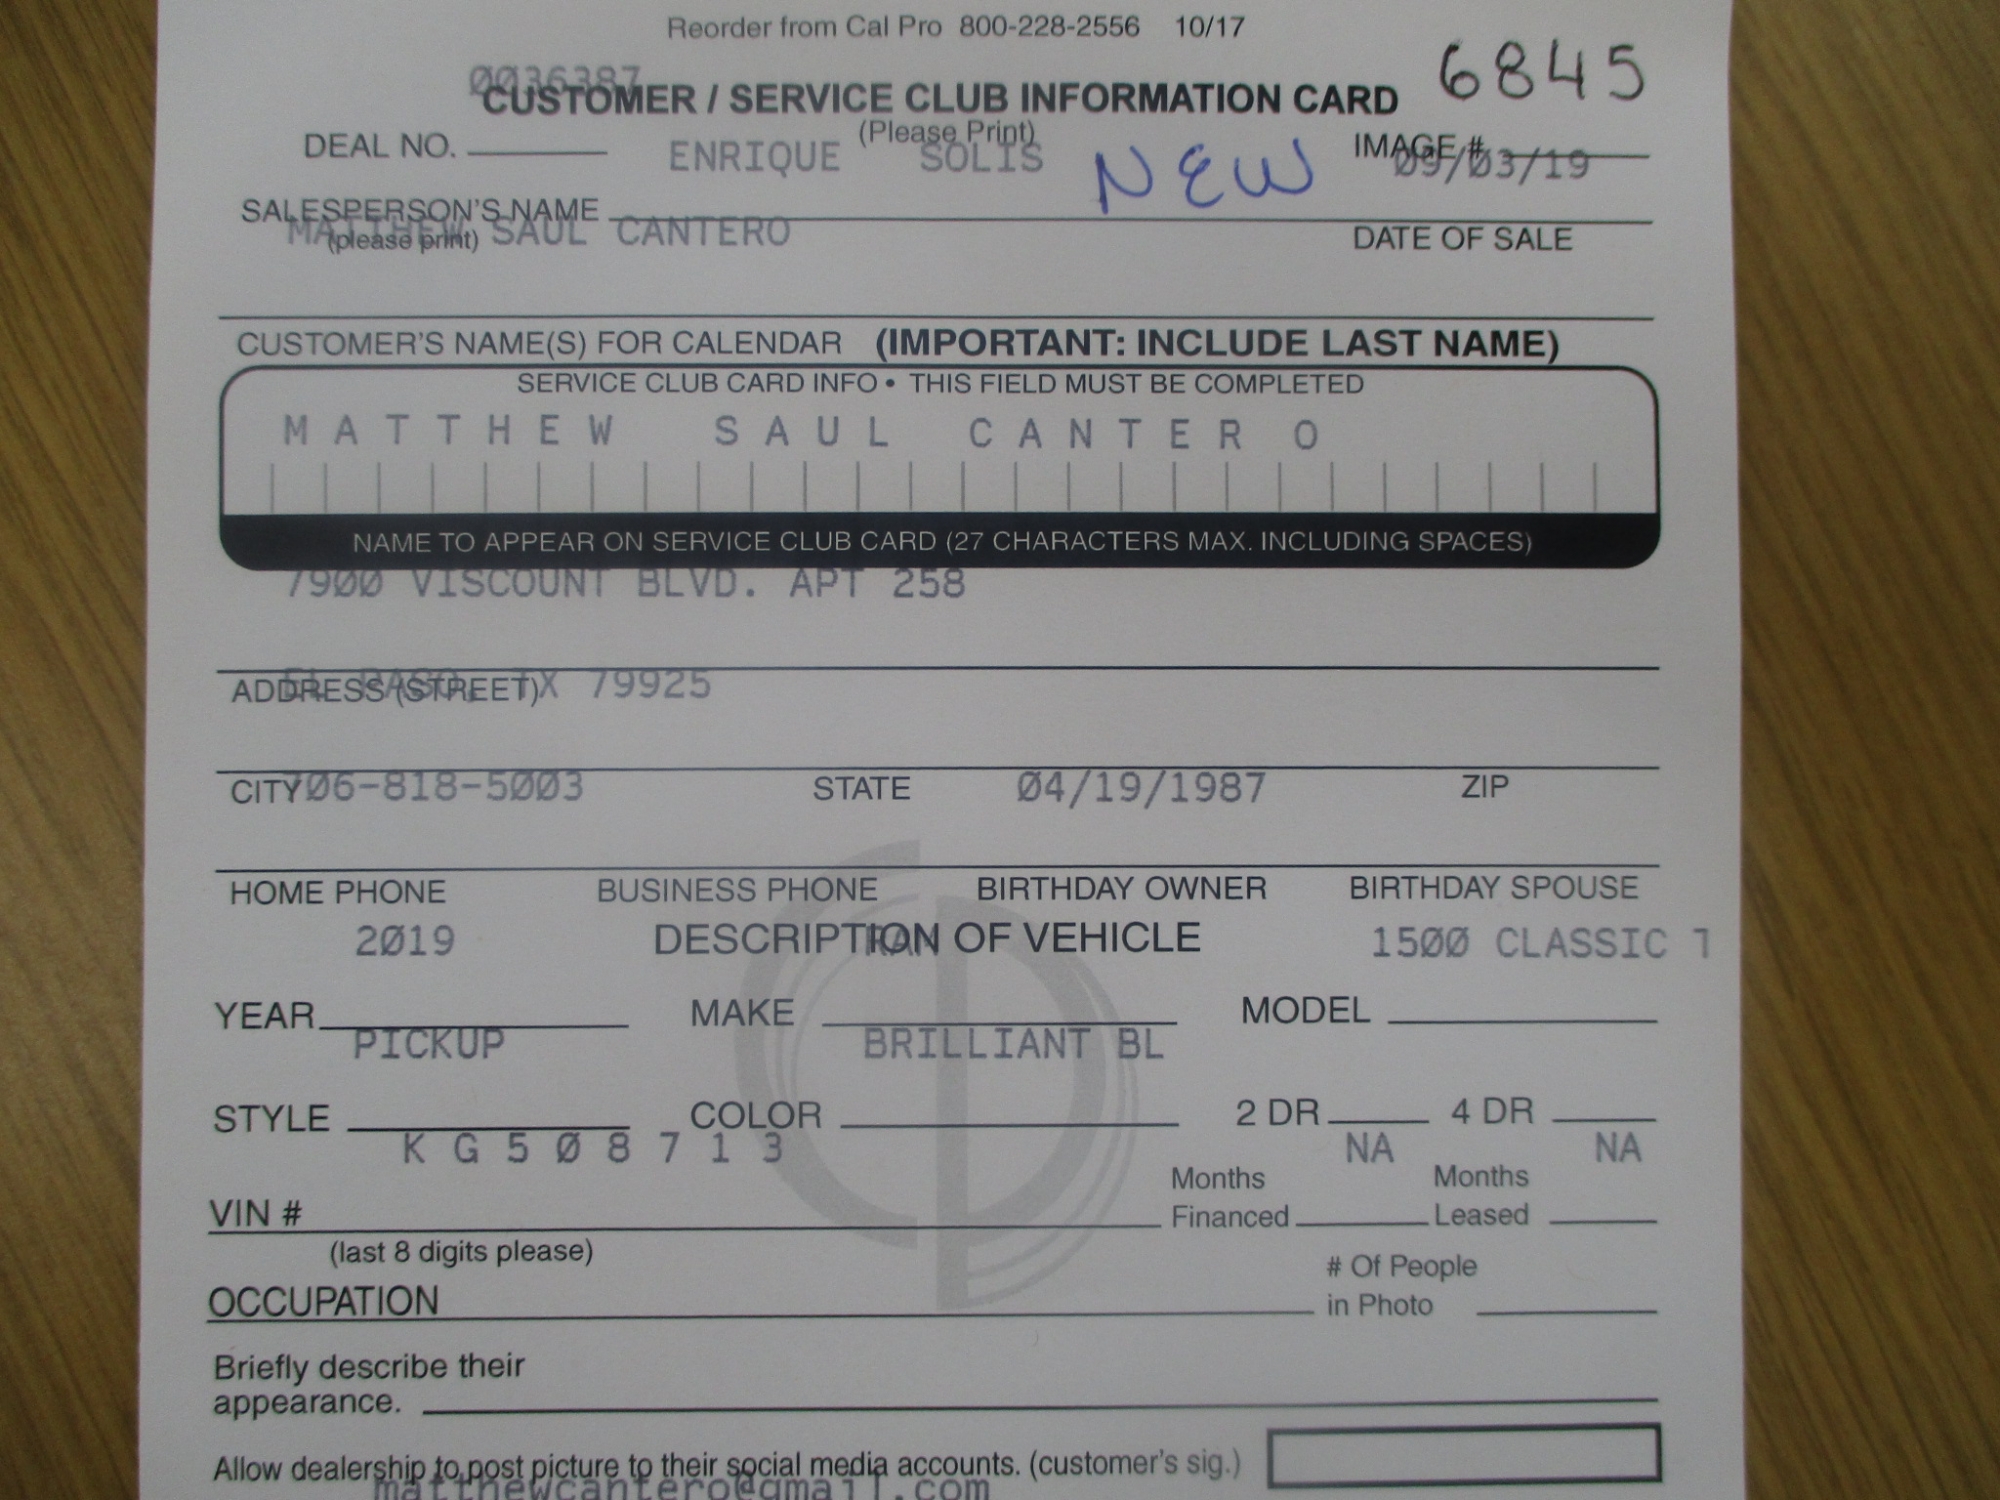 Reorder from Cal Pro 800-228-2556 10/17
6845
0036387
CUSTOMER / SERVICE CLUB INFORMATION CARD
(Please Print)
DEAL NO.
ENRIQUE SOLIS
NEW
IMAGE #
09/03/19
SALESPERSON'S NAME
(please print)
MATTHEW SAUL CANTERO
DATE OF SALE
CUSTOMER'S NAME(S) FOR CALENDAR (IMPORTANT: INCLUDE LAST NAME)
SERVICE CLUB CARD INFO • THIS FIELD MUST BE COMPLETED
MATTHEW SAUL CANTERO
NAME TO APPEAR ON SERVICE CLUB CARD (27 CHARACTERS MAX. INCLUDING SPACES)
7900 VISCOUNT BLVD. APT 258
ADDRESS (STREET)
EL PASO, TX 79925
CITY STATE ZIP
706-818-5003 04/19/1987
HOME PHONE BUSINESS PHONE BIRTHDAY OWNER BIRTHDAY SPOUSE
DESCRIPTION OF VEHICLE
2019 RAM 1500 CLASSIC T
YEAR MAKE MODEL
PICKUP BRILLIANT BL
STYLE COLOR 2 DR 4 DR
KG508713 NA NA
VIN # Months Financed Months Leased
(last 8 digits please)
OCCUPATION # Of People in Photo
Briefly describe their
appearance.
Allow dealership to post picture to their social media accounts. (customer's sig.)
matthewcantero@gmail.com